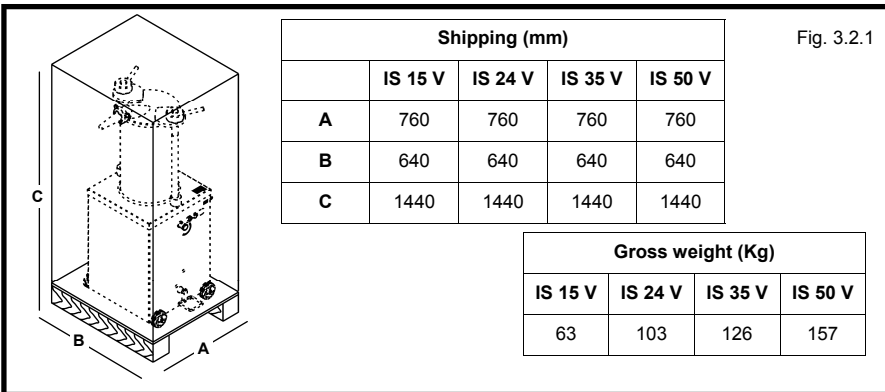 Fig. 3.2.1
Shipping (mm)
IS 15 V IS 24 V IS 35 V IS 50 V
A 760 760 760 760
B 640 640 640 640
C 1440 1440 1440 1440
C
B
A
Gross weight (Kg)
IS 15 V IS 24 V IS 35 V IS 50 V
63 103 126 157